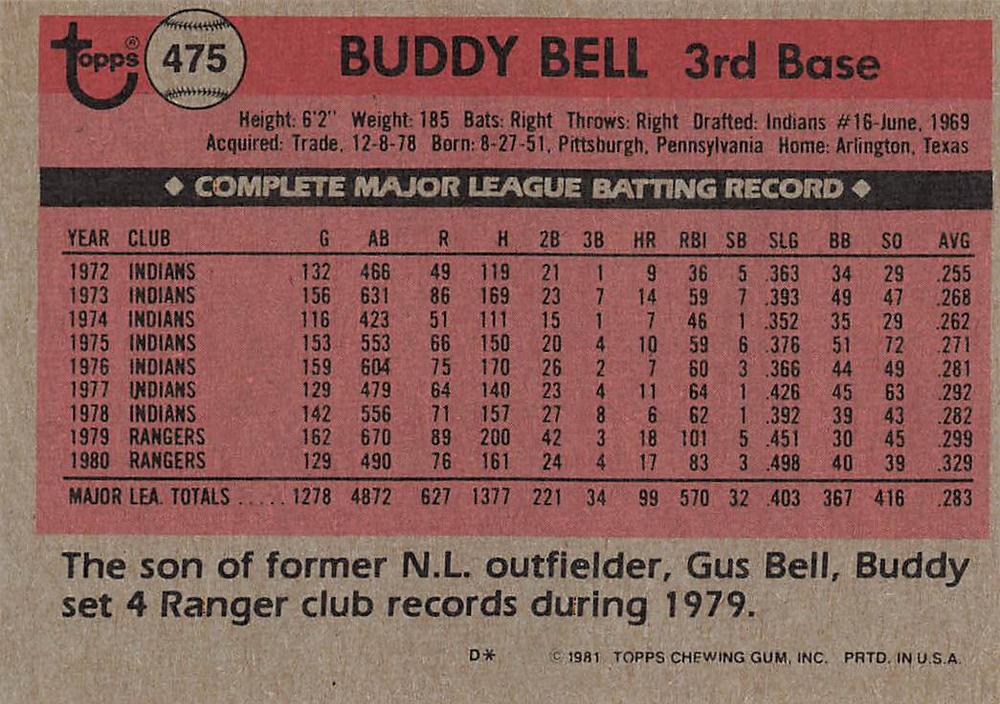 topps® 475 BUDDY BELL 3rd Base
Height: 6'2" Weight: 185 Bats: Right Throws: Right Drafted: Indians #16-June, 1969
Acquired: Trade, 12-8-78 Born: 8-27-51, Pittsburgh, Pennsylvania Home: Arlington, Texas
◆ COMPLETE MAJOR LEAGUE BATTING RECORD ◆
YEAR CLUB G AB R H 2B 3B HR RBI SB SLG BB SO AVG
1972 INDIANS 132 466 49 119 21 1 9 36 5 .363 34 29 .255
1973 INDIANS 156 631 86 169 23 7 14 59 7 .393 49 47 .268
1974 INDIANS 116 423 51 111 15 1 7 46 1 .352 35 29 .262
1975 INDIANS 153 553 66 150 20 4 10 59 6 .376 51 72 .271
1976 INDIANS 159 604 75 170 26 2 7 60 3 .366 44 49 .281
1977 INDIANS 129 479 64 140 23 4 11 64 1 .426 45 63 .292
1978 INDIANS 142 556 71 157 27 8 6 62 1 .392 39 43 .282
1979 RANGERS 162 670 89 200 42 3 18 101 5 .451 30 45 .299
1980 RANGERS 129 490 76 161 24 4 17 83 3 .498 40 39 .329
MAJOR LEA. TOTALS ..... 1278 4872 627 1377 221 34 99 570 32 .403 367 416 .283
The son of former N.L. outfielder, Gus Bell, Buddy
set 4 Ranger club records during 1979.
D* © 1981 TOPPS CHEWING GUM, INC. PRTD. IN U.S.A.